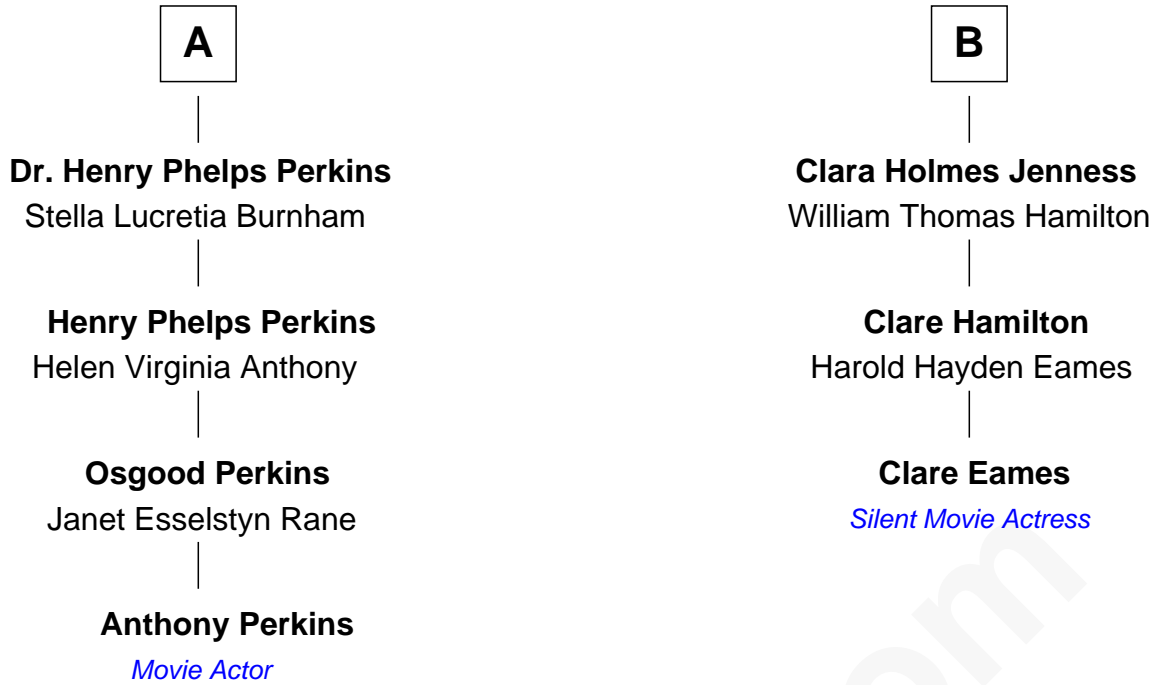 A
Dr. Henry Phelps Perkins
Stella Lucretia Burnham
Henry Phelps Perkins
Helen Virginia Anthony
Osgood Perkins
Janet Esselstyn Rane
Anthony Perkins
Movie Actor
B
Clara Holmes Jenness
William Thomas Hamilton
Clare Hamilton
Harold Hayden Eames
Clare Eames
Silent Movie Actress
om